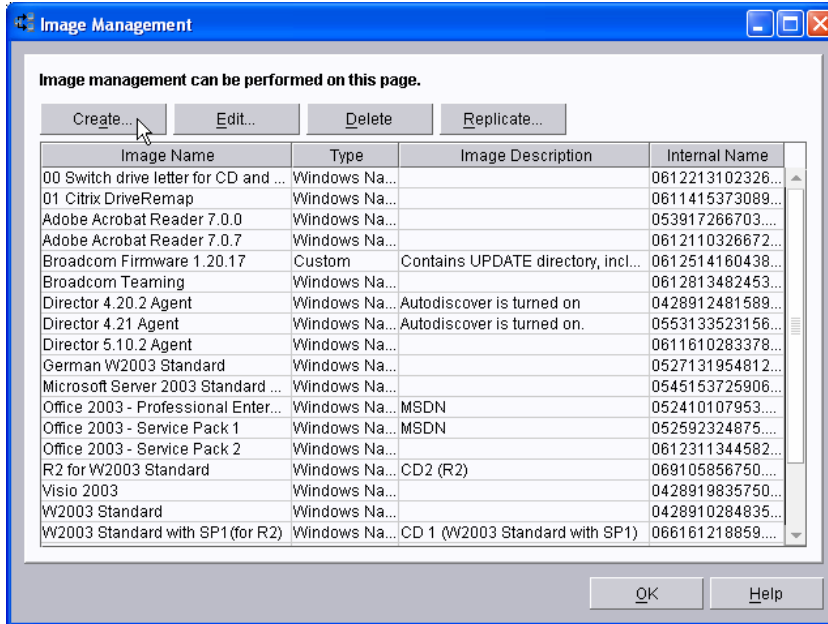 Image Management
Image management can be performed on this page.
Create... Edit... Delete Replicate...
Image Name Type Image Description Internal Name
00 Switch drive letter for CD and ... Windows Na... 0612213102326...
01 Citrix DriveRemap Windows Na... 0611415373089...
Adobe Acrobat Reader 7.0.0 Windows Na... 053917266703....
Adobe Acrobat Reader 7.0.7 Windows Na... 0612110326672...
Broadcom Firmware 1.20.17 Custom Contains UPDATE directory, incl... 0612514160438...
Broadcom Teaming Windows Na... 0612813482453...
Director 4.20.2 Agent Windows Na... Autodiscover is turned on 0428912481589...
Director 4.21 Agent Windows Na... Autodiscover is turned on. 0553133523156...
Director 5.10.2 Agent Windows Na... 0611610283378...
German W2003 Standard Windows Na... 0527131954812...
Microsoft Server 2003 Standard ... Windows Na... 0545153725906...
Office 2003 - Professional Enter... Windows Na... MSDN 052410107953....
Office 2003 - Service Pack 1 Windows Na... MSDN 052592324875....
Office 2003 - Service Pack 2 Windows Na... 0612311344582...
R2 for W2003 Standard Windows Na... CD2 (R2) 069105856750....
Visio 2003 Windows Na... 0428919835750...
W2003 Standard Windows Na... 0428910284835...
W2003 Standard with SP1(for R2) Windows Na... CD 1 (W2003 Standard with SP1) 066161218859....
OK Help